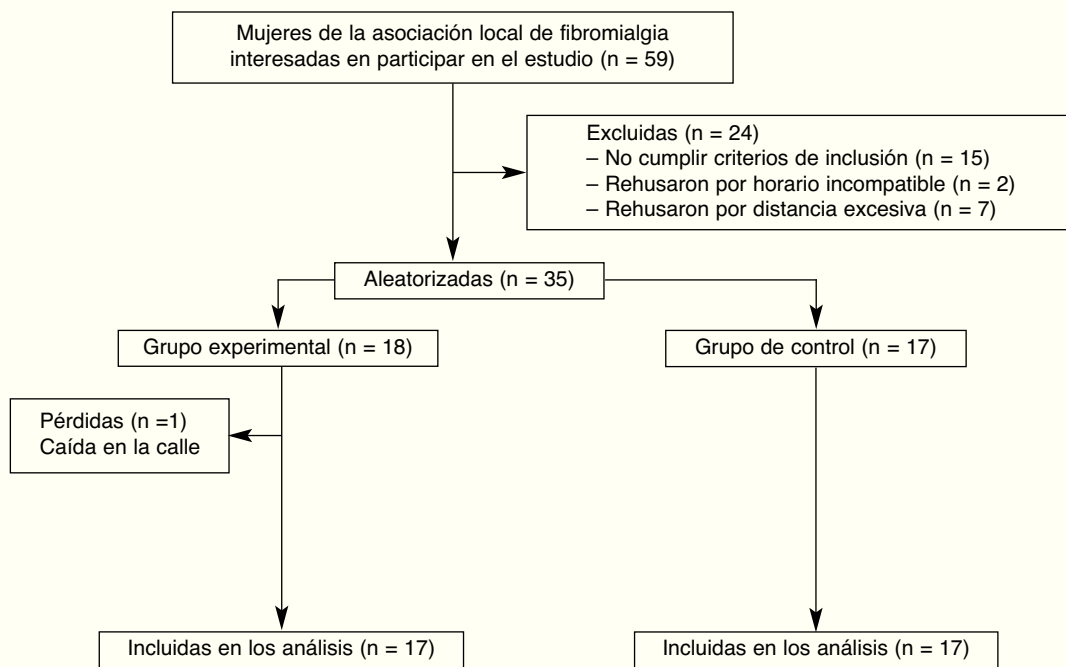 Mujeres de la asociación local de fibromialgia
interesadas en participar en el estudio (n = 59)
Excluidas (n = 24)
– No cumplir criterios de inclusión (n = 15)
– Rehusaron por horario incompatible (n = 2)
– Rehusaron por distancia excesiva (n = 7)
Aleatorizadas (n = 35)
Grupo experimental (n = 18)
Grupo de control (n = 17)
Pérdidas (n =1)
Caída en la calle
Incluidas en los análisis (n = 17)
Incluidas en los análisis (n = 17)